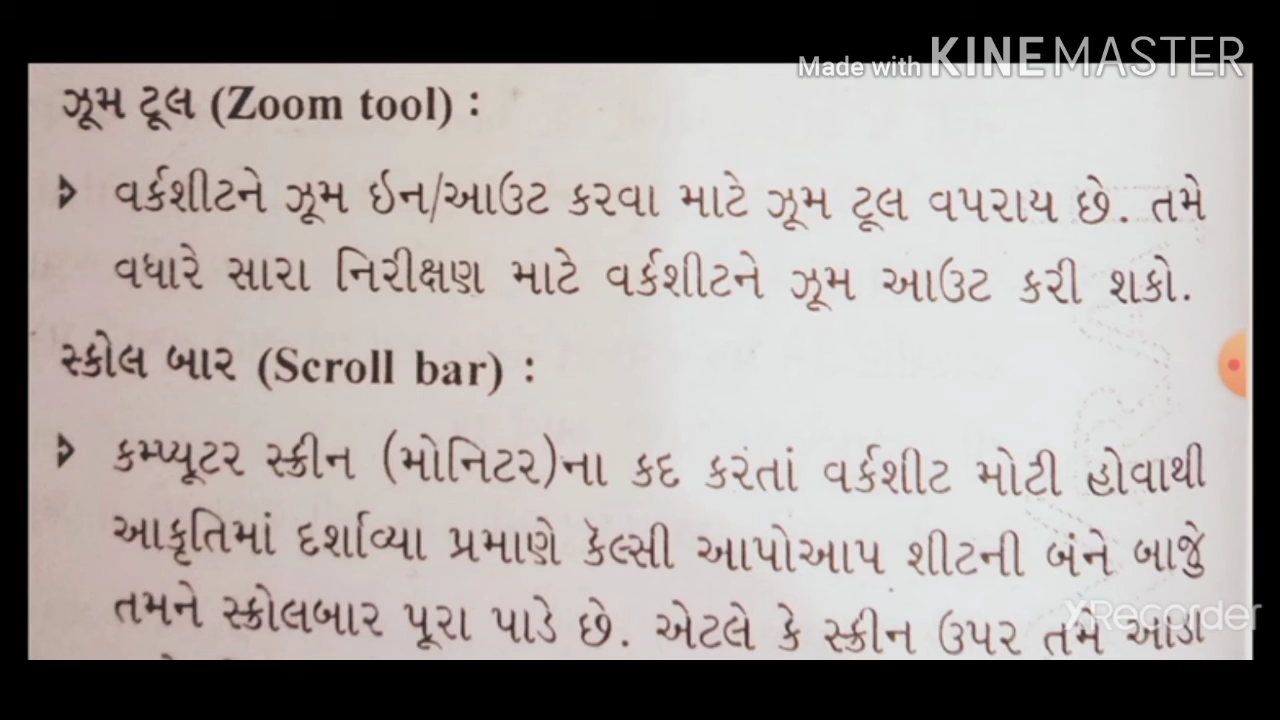 Made with KINEMASTER
ઝૂમ ટૂલ (Zoom tool) :
વર્કશીટને ઝૂમ ઇન/આઉટ કરવા માટે ઝૂમ ટૂલ વપરાય છે. તમે
વધારે સારા નિરીક્ષણ માટે વર્કશીટને ઝૂમ આઉટ કરી શકો.
સ્ક્રોલ બાર (Scroll bar) :
કમ્પ્યૂટર સ્ક્રીન (મોનિટર)ના કદ કરતાં વર્કશીટ મોટી હોવાથી
આકૃતિમાં દર્શાવ્યા પ્રમાણે કેલ્સી આપોઆપ શીટની બંને બાજુ
તમને સ્ક્રોલબાર પૂરા પાડે છે. એટલે કે સ્ક્રીન ઉપર તમે આડા
XRecorder